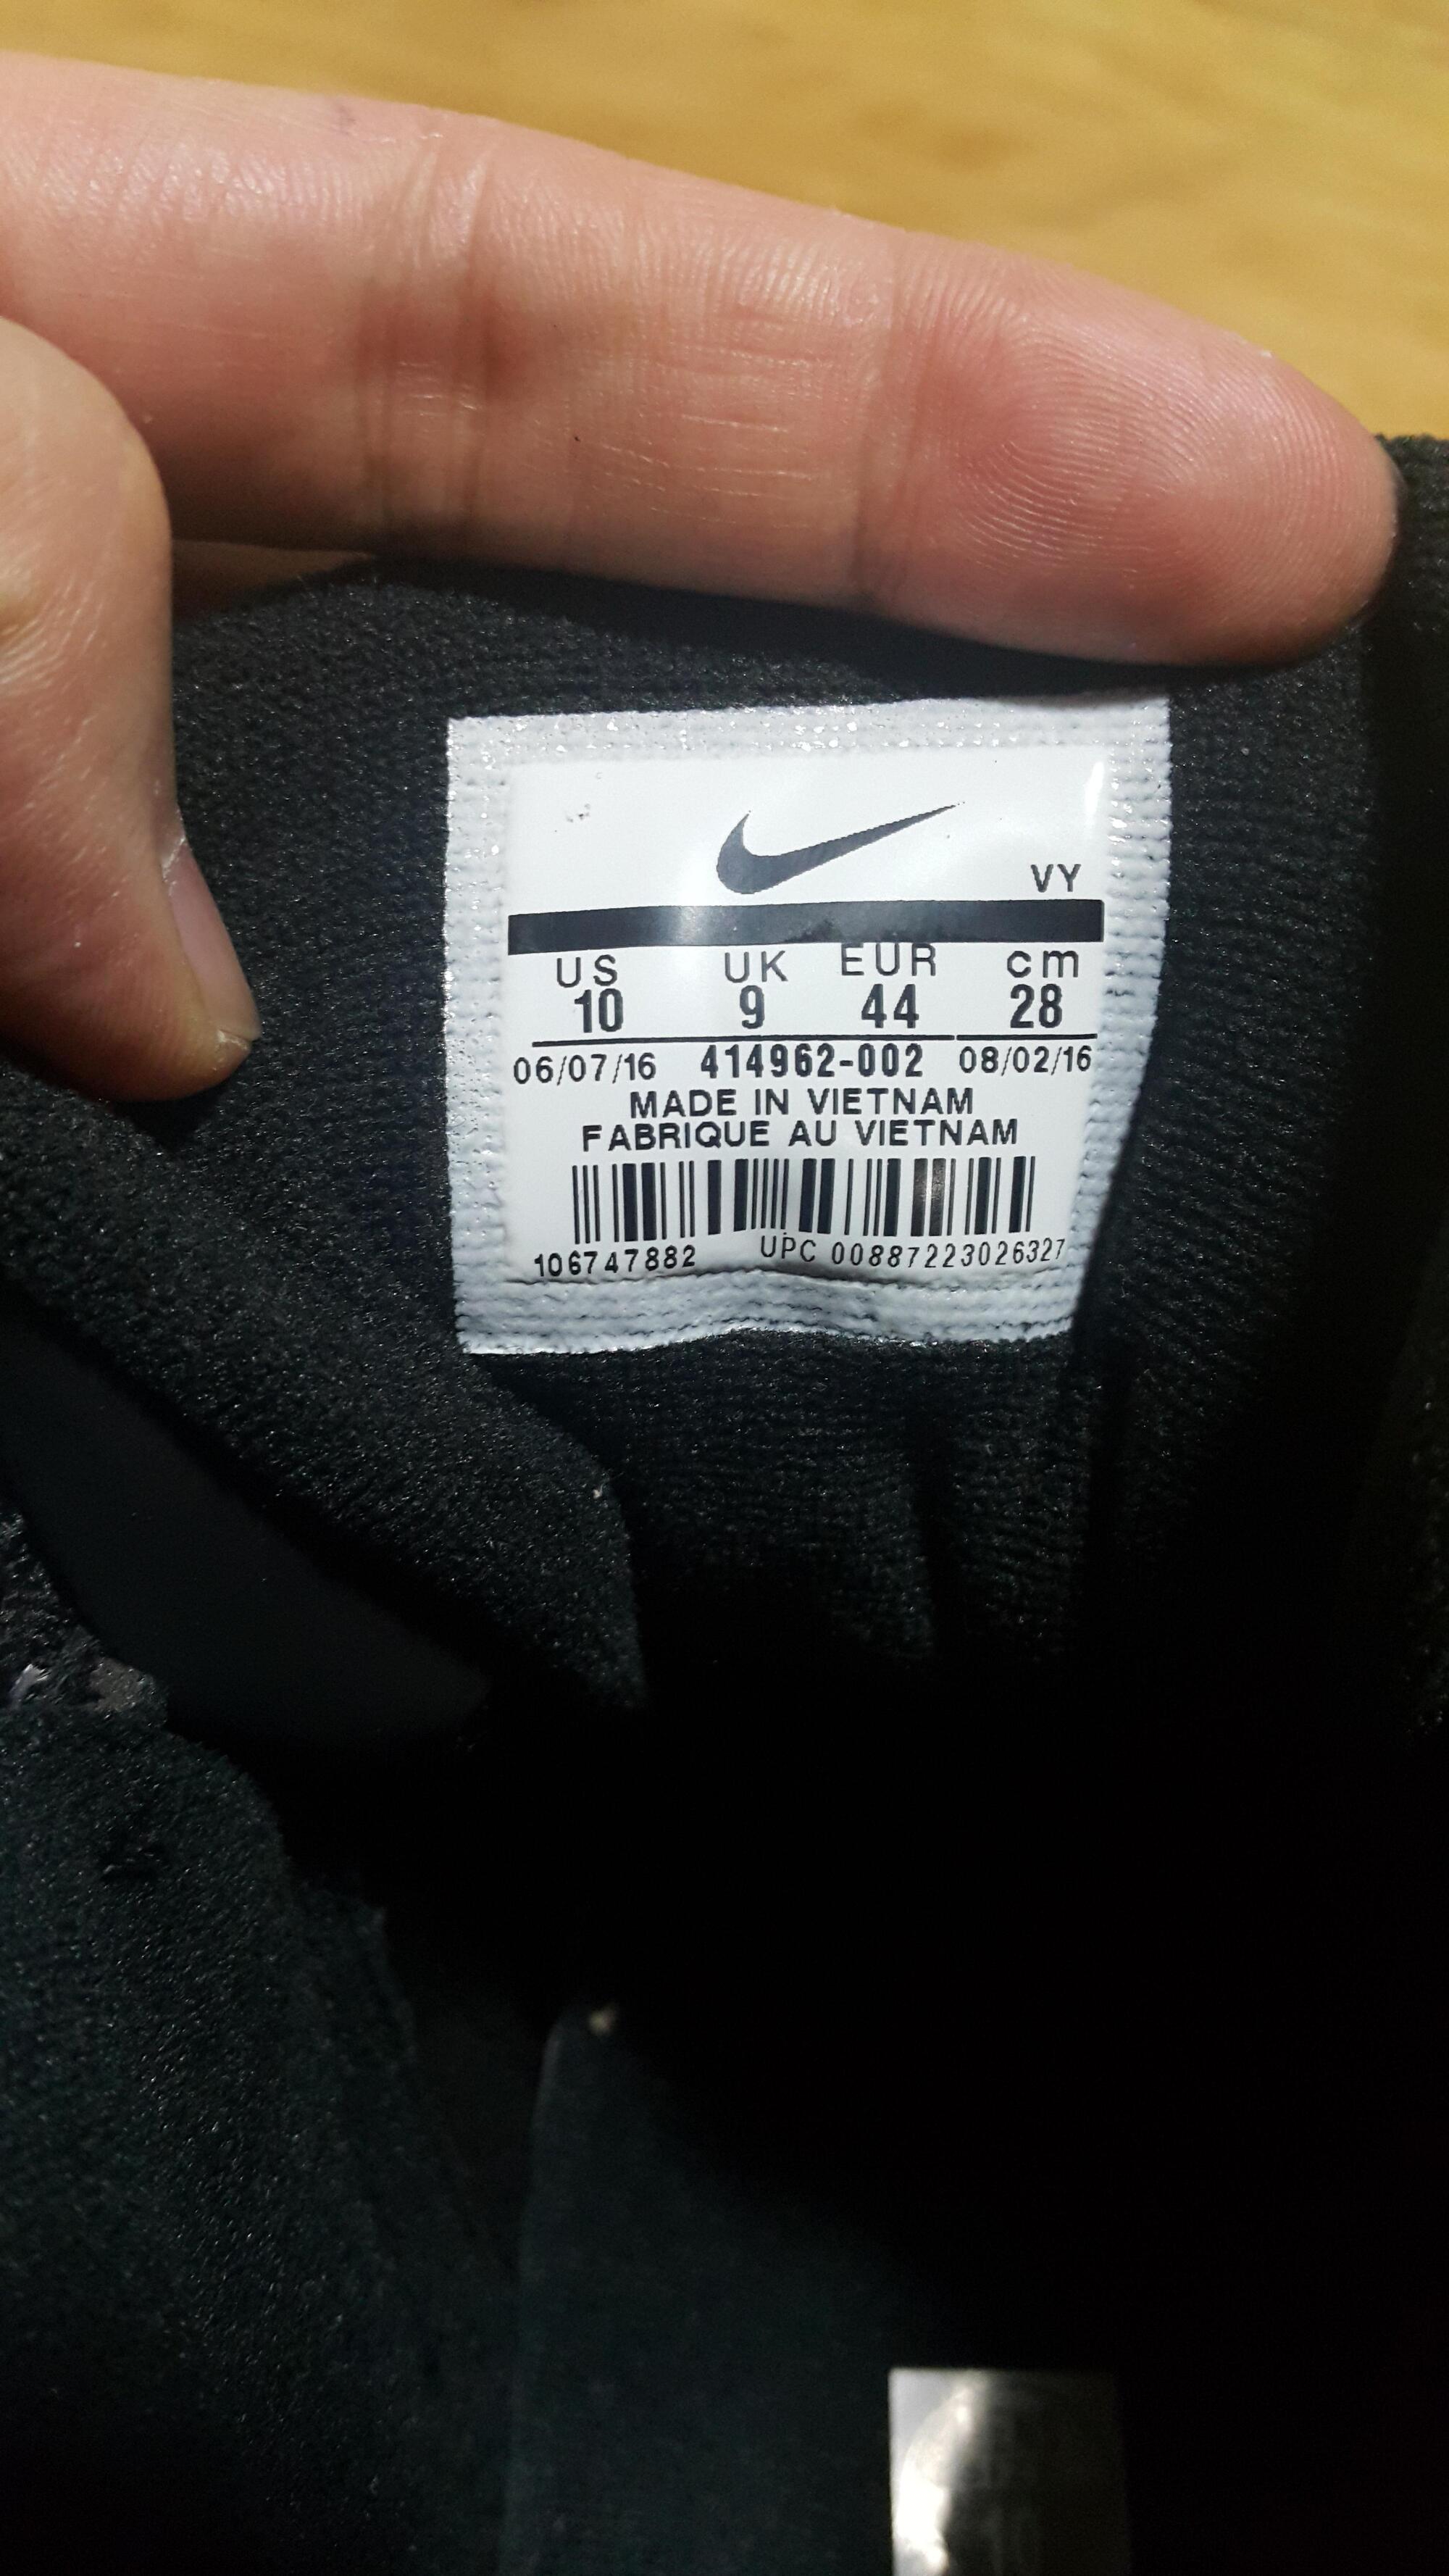 VY
US UK EUR cm
10 9 44 28
06/07/16 414962-002 08/02/16
MADE IN VIETNAM
FABRIQUE AU VIETNAM
106747882 UPC 00887223026327